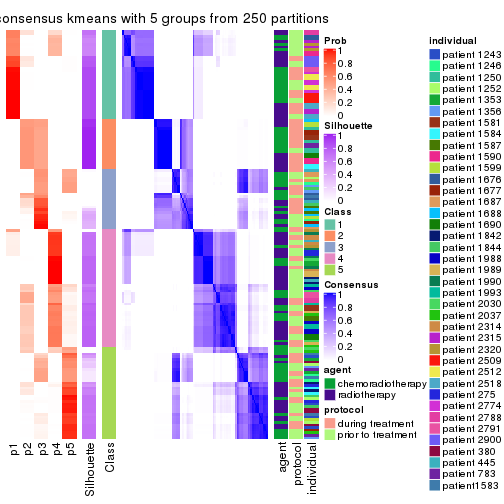 consensus kmeans with 5 groups from 250 partitions
Prob
1
0.8
0.6
0.4
0.2
0
Silhouette
1
0.8
0.6
0.4
0.2
0
Class
1
2
3
4
5
Consensus
1
0.8
0.6
0.4
0.2
0
agent
chemoradiotherapy
radiotherapy
protocol
during treatment
prior to treatment
individual
patient 1243
patient 1246
patient 1250
patient 1252
patient 1353
patient 1356
patient 1581
patient 1584
patient 1587
patient 1590
patient 1599
patient 1676
patient 1677
patient 1687
patient 1688
patient 1690
patient 1842
patient 1844
patient 1988
patient 1989
patient 1990
patient 1993
patient 2030
patient 2037
patient 2314
patient 2315
patient 2320
patient 2509
patient 2512
patient 2518
patient 275
patient 2774
patient 2788
patient 2791
patient 2900
patient 380
patient 445
patient 783
patient1583
p1
p2
p3
p4
p5
Silhouette
Class
agent
protocol
individual